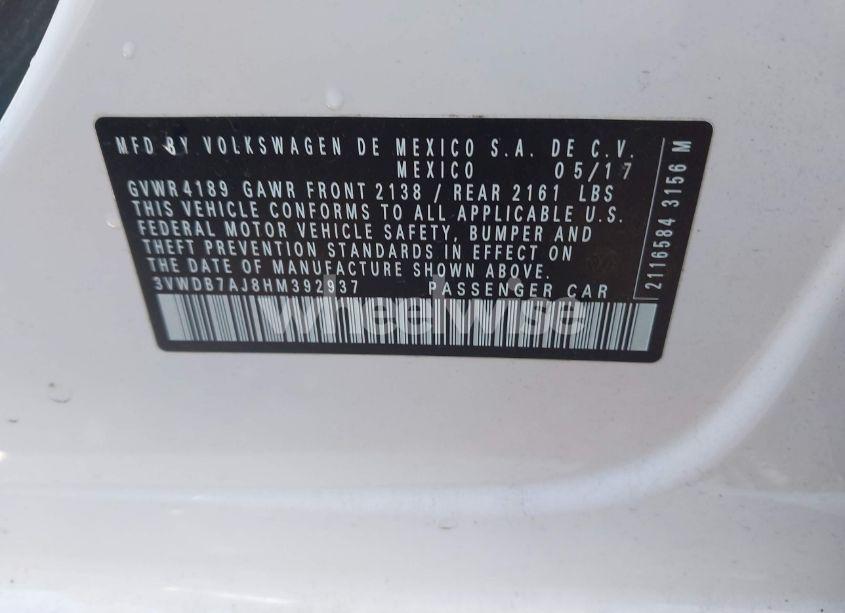 MFD BY VOLKSWAGEN DE MEXICO S.A. DE C.V.
MEXICO 05/17
GVWR 4189 GAWR FRONT 2138 / REAR 2161 LBS
THIS VEHICLE CONFORMS TO ALL APPLICABLE U.S.
FEDERAL MOTOR VEHICLE SAFETY, BUMPER AND
THEFT PREVENTION STANDARDS IN EFFECT ON
THE DATE OF MANUFACTURE SHOWN ABOVE.
3VWDB7AJ8HM392937 PASSENGER CAR
2116584 3156 M
wheelwise